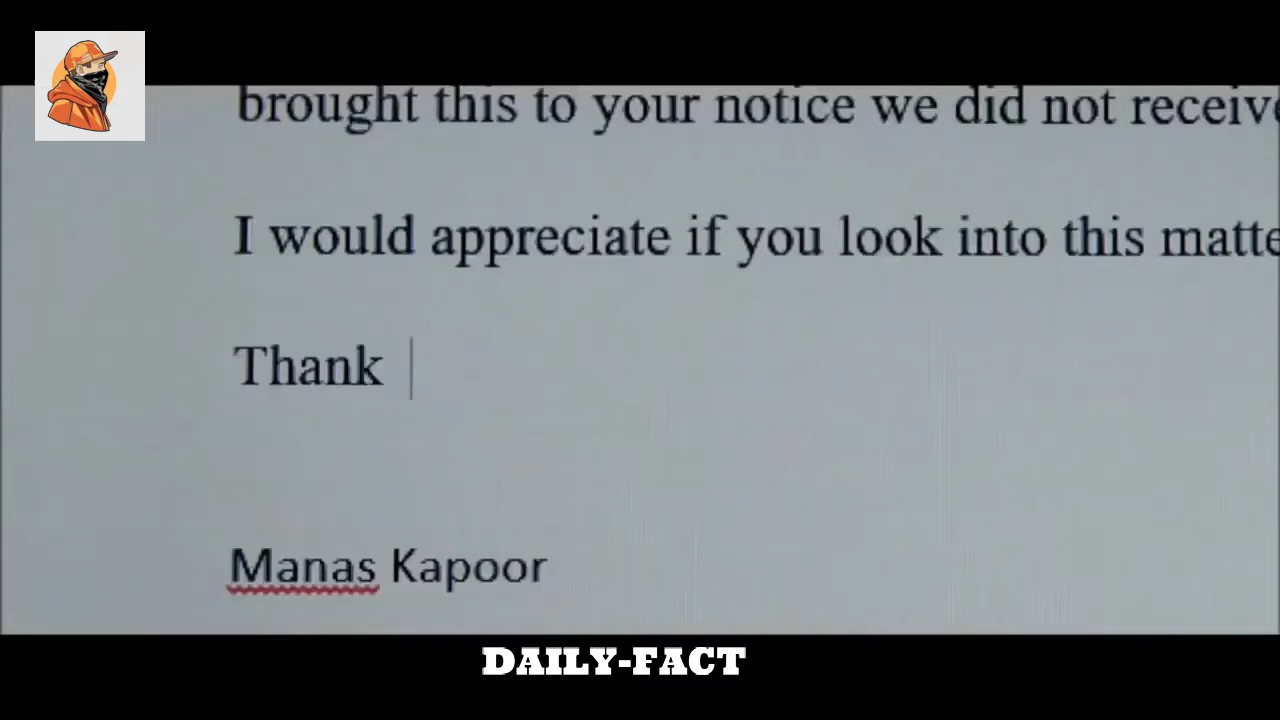 brought this to your notice we did not
I would appreciate if you look into this
Thank
Manas Kapoor
DAILY-FACT